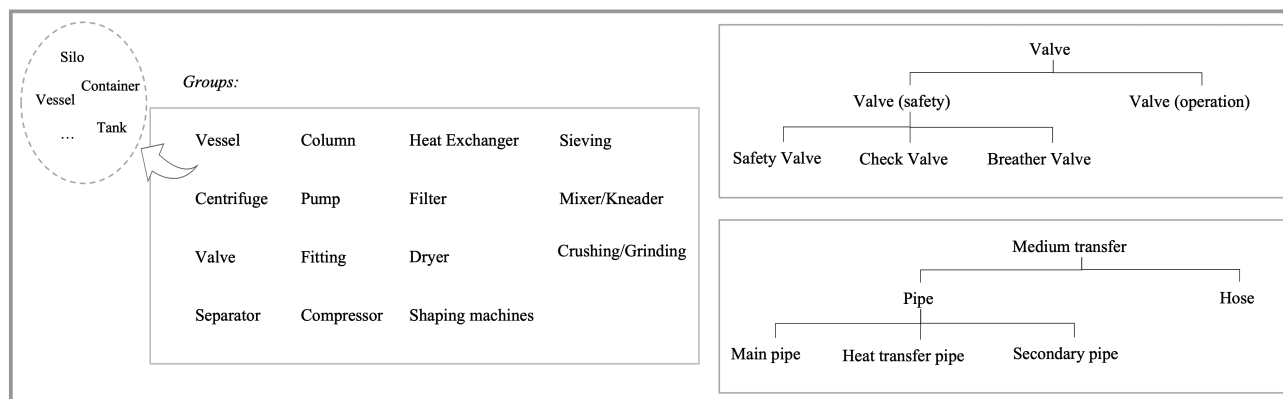 Silo
Container
Vessel
… Tank
Groups:
Vessel Column Heat Exchanger Sieving
Centrifuge Pump Filter Mixer/Kneader
Valve Fitting Dryer Crushing/Grinding
Separator Compressor Shaping machines
Valve
Valve (safety) Valve (operation)
Safety Valve Check Valve Breather Valve
Medium transfer
Pipe Hose
Main pipe Heat transfer pipe Secondary pipe